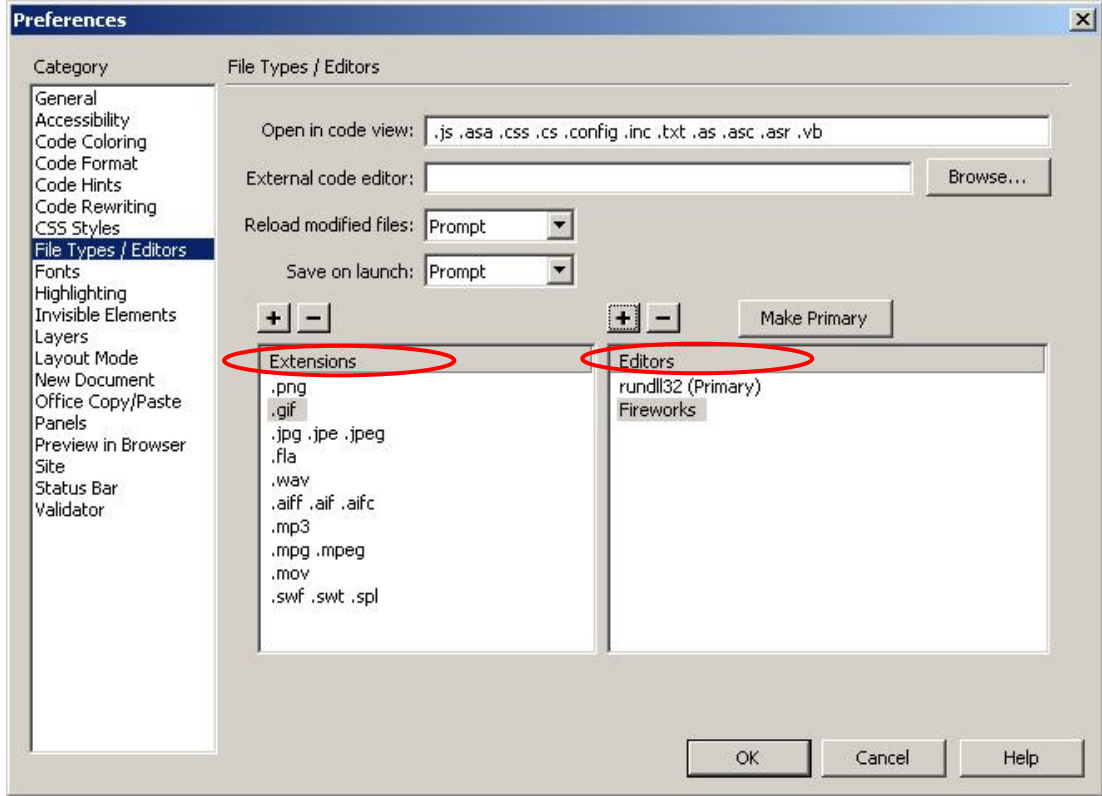 Preferences
Category
General
Accessibility
Code Coloring
Code Format
Code Hints
Code Rewriting
CSS Styles
File Types / Editors
Fonts
Highlighting
Invisible Elements
Layers
Layout Mode
New Document
Office Copy/Paste
Panels
Preview in Browser
Site
Status Bar
Validator
File Types / Editors
Open in code view: .js .asa .css .cs .config .inc .txt .as .asc .asr .vb
External code editor: Browse...
Reload modified files: Prompt
Save on launch: Prompt
Make Primary
Extensions
.png
.gif
.jpg .jpe .jpeg
.fla
.wav
.aiff .aif .aifc
.mp3
.mpg .mpeg
.mov
.swf .swt .spl
Editors
rundll32 (Primary)
Fireworks
OK Cancel Help